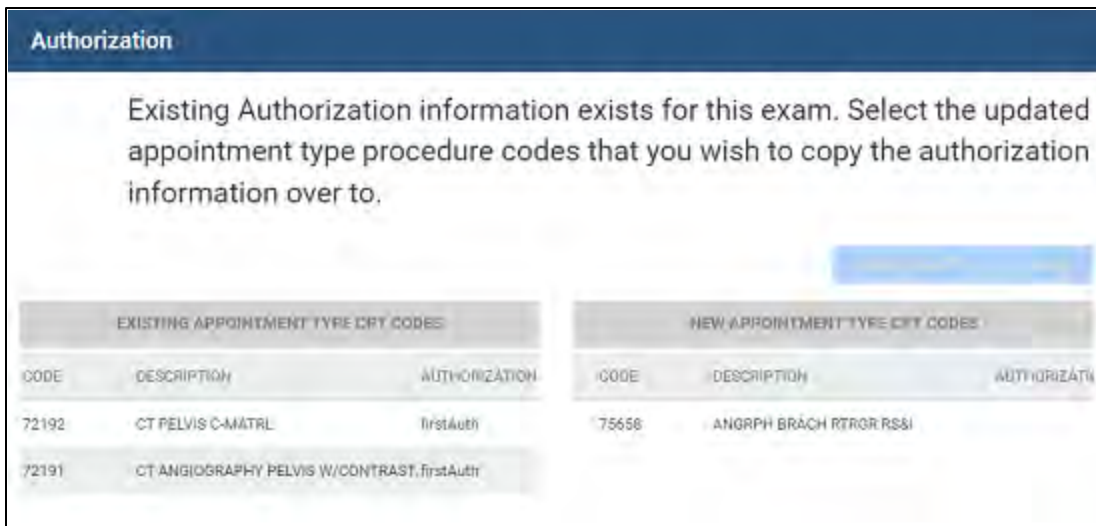 Authorization
Existing Authorization information exists for this exam. Select the updated
appointment type procedure codes that you wish to copy the authorization
information over to.
EXISTING APPOINTMENT TYPE CPT CODES NEW APPOINTMENT TYPE CPT CODES
CODE DESCRIPTION AUTHORIZATION CODE DESCRIPTION
72192 CT PELVIS C-MATRL firstAuth 75658 ANGRPH BRACH RTRGR RS&I
72191 CT ANGIOGRAPHY PELVIS W/CONTRAST firstAuth